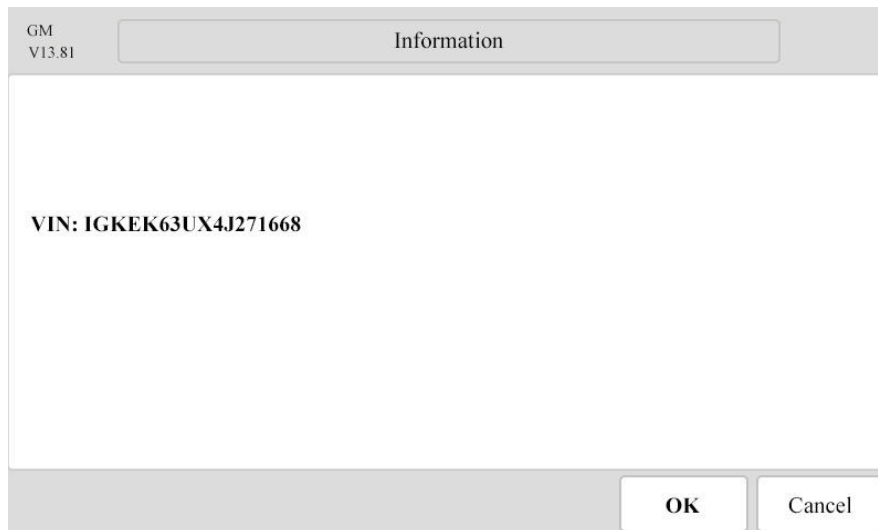 GM
V13.81
Information
VIN: IGKEK63UX4J271668
OK
Cancel